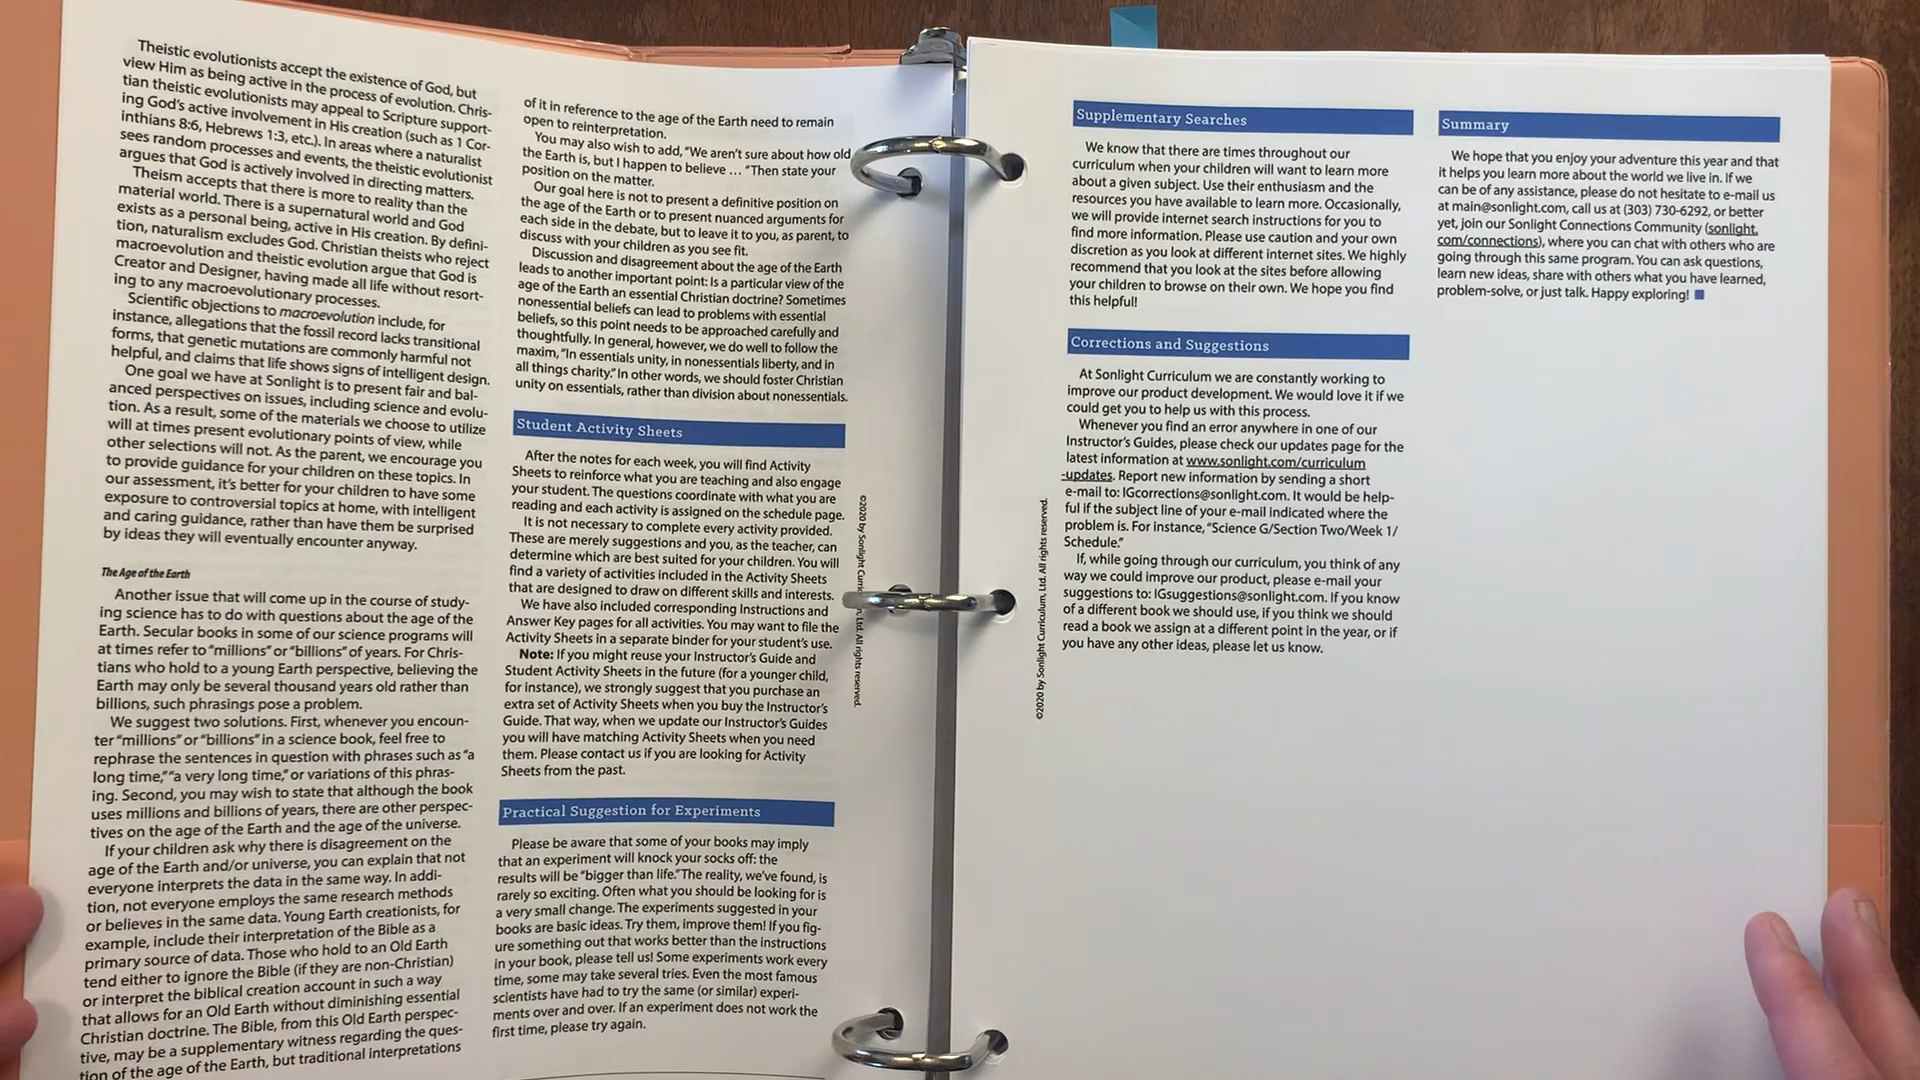 Theistic evolutionists accept the existence of God, but
view Him as being active in the process of evolution. Chris-
tian theistic evolutionists may appeal to Scripture support-
ing God's active involvement in His creation (such as 1 Cor-
inthians 8:6, Hebrews 1:3, etc.). In areas where a naturalist
sees random processes and events, the theistic evolutionist
argues that God is actively involved in directing matters.
Theism accepts that there is more to reality than the
material world. There is a supernatural world and God
exists as a personal being, active in His creation. By defini-
tion, naturalism excludes God. Christian theists who reject
macroevolution and theistic evolution argue that God is
Creator and Designer, having made all life without resort-
ing to any macroevolutionary processes.
Scientific objections to macroevolution include, for
instance, allegations that the fossil record lacks transitional
forms, that genetic mutations are commonly harmful not
helpful, and claims that life shows signs of intelligent design.
One goal we have at Sonlight is to present fair and bal-
anced perspectives on issues, including science and evolu-
tion. As a result, some of the materials we choose to utilize
will at times present evolutionary points of view, while
other selections will not. As the parent, we encourage you
to provide guidance for your children on these topics. In
our assessment, it's better for your children to have some
exposure to controversial topics at home, with intelligent
and caring guidance, rather than have them be surprised
by ideas they will eventually encounter anyway.
The Age of the Earth
Another issue that will come up in the course of study-
ing science has to do with questions about the age of the
Earth. Secular books in some of our science programs will
at times refer to "millions" or "billions" of years. For Chris-
tians who hold to a young Earth perspective, believing the
Earth may only be several thousand years old rather than
billions, such phrasings pose a problem.
We suggest two solutions. First, whenever you encoun-
ter "millions" or "billions" in a science book, feel free to
rephrase the sentences in question with phrases such as "a
long time," "a very long time," or variations of this phras-
ing. Second, you may wish to state that although the book
uses millions and billions of years, there are other perspec-
tives on the age of the Earth and the age of the universe.
If your children ask why there is disagreement on the
age of the Earth and/or universe, you can explain that not
everyone interprets the data in the same way. In addi-
tion, not everyone employs the same research methods
or believes in the same data. Young Earth creationists, for
example, include their interpretation of the Bible as a
primary source of data. Those who hold to an Old Earth
tend either to ignore the Bible (if they are non-Christian)
or interpret the biblical creation account in such a way
that allows for an Old Earth without diminishing essential
Christian doctrine. The Bible, from this Old Earth perspec-
tive, may be a supplementary witness regarding the ques-
tion of the age of the Earth, but traditional interpretations
of it in reference to the age of the Earth need to remain
open to reinterpretation.
You may also wish to add, "We aren't sure about how old
the Earth is, but I happen to believe … " Then state your
position on the matter.
Our goal here is not to present a definitive position on
the age of the Earth or to present nuanced arguments for
each side in the debate, but to leave it to you, as parent, to
discuss with your children as you see fit.
Discussion and disagreement about the age of the Earth
leads to another important point: Is a particular view of the
age of the Earth an essential Christian doctrine? Sometimes
nonessential beliefs can lead to problems with essential
beliefs, so this point needs to be approached carefully and
thoughtfully. In general, however, we do well to follow the
maxim, "In essentials unity, in nonessentials liberty, and in
all things charity." In other words, we should foster Christian
unity on essentials, rather than division about nonessentials.
Student Activity Sheets
After the notes for each week, you will find Activity
Sheets to reinforce what you are teaching and also engage
your student. The questions coordinate with what you are
reading and each activity is assigned on the schedule page.
It is not necessary to complete every activity provided.
These are merely suggestions and you, as the teacher, can
determine which are best suited for your children. You will
find a variety of activities included in the Activity Sheets
that are designed to draw on different skills and interests.
We have also included corresponding Instructions and
Answer Key pages for all activities. You may want to file the
Activity Sheets in a separate binder for your student's use.
Note: If you might reuse your Instructor's Guide and
Student Activity Sheets in the future (for a younger child,
for instance), we strongly suggest that you purchase an
extra set of Activity Sheets when you buy the Instructor's
Guide. That way, when we update our Instructor's Guides
you will have matching Activity Sheets when you need
them. Please contact us if you are looking for Activity
Sheets from the past.
Practical Suggestion for Experiments
Please be aware that some of your books may imply
that an experiment will knock your socks off: the
results will be "bigger than life." The reality, we've found, is
rarely so exciting. Often what you should be looking for is
a very small change. The experiments suggested in your
books are basic ideas. Try them, improve them! If you fig-
ure something out that works better than the instructions
in your book, please tell us! Some experiments work every
time, some may take several tries. Even the most famous
scientists have had to try the same (or similar) experi-
ments over and over. If an experiment does not work the
first time, please try again.
©2020 by Sonlight Curriculum, Ltd. All rights reserved.
©2020 by Sonlight Curriculum, Ltd. All rights reserved.
Supplementary Searches
We know that there are times throughout our
curriculum when your children will want to learn more
about a given subject. Use their enthusiasm and the
resources you have available to learn more. Occasionally,
we will provide internet search instructions for you to
find more information. Please use caution and your own
discretion as you look at different internet sites. We highly
recommend that you look at the sites before allowing
your children to browse on their own. We hope you find
this helpful!
Corrections and Suggestions
At Sonlight Curriculum we are constantly working to
improve our product development. We would love it if we
could get you to help us with this process.
Whenever you find an error anywhere in one of our
Instructor's Guides, please check our updates page for the
latest information at www.sonlight.com/curriculum
-updates. Report new information by sending a short
e-mail to: IGcorrections@sonlight.com. It would be help-
ful if the subject line of your e-mail indicated where the
problem is. For instance, "Science G/Section Two/Week 1/
Schedule."
If, while going through our curriculum, you think of any
way we could improve our product, please e-mail your
suggestions to: IGsuggestions@sonlight.com. If you know
of a different book we should use, if you think we should
read a book we assign at a different point in the year, or if
you have any other ideas, please let us know.
Summary
We hope that you enjoy your adventure this year and that
it helps you learn more about the world we live in. If we
can be of any assistance, please do not hesitate to e-mail us
at main@sonlight.com, call us at (303) 730-6292, or better
yet, join our Sonlight Connections Community (sonlight.
com/connections), where you can chat with others who are
going through this same program. You can ask questions,
learn new ideas, share with others what you have learned,
problem-solve, or just talk. Happy exploring! ■